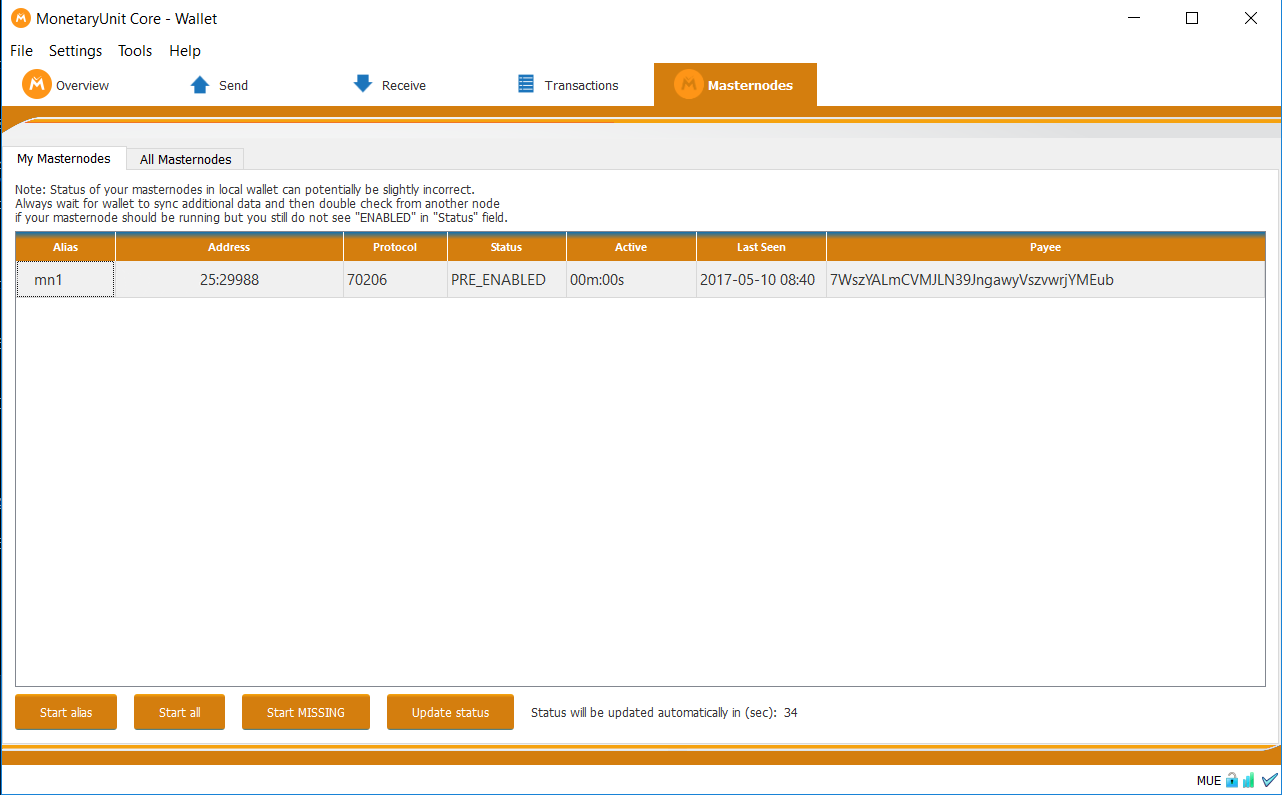 MonetaryUnit Core - Wallet
File Settings Tools Help
Overview Send Receive Transactions Masternodes
My Masternodes All Masternodes
Note: Status of your masternodes in local wallet can potentially be slightly incorrect.
Always wait for wallet to sync additional data and then double check from another node
if your masternode should be running but you still do not see "ENABLED" in "Status" field.
Alias Address Protocol Status Active Last Seen Payee
mn1 25:29988 70206 PRE_ENABLED 00m:00s 2017-05-10 08:40 7WszYALmCVMJLN39JngawyVszvwrjYMEub
Start alias Start all Start MISSING Update status Status will be updated automatically in (sec): 34
MUE